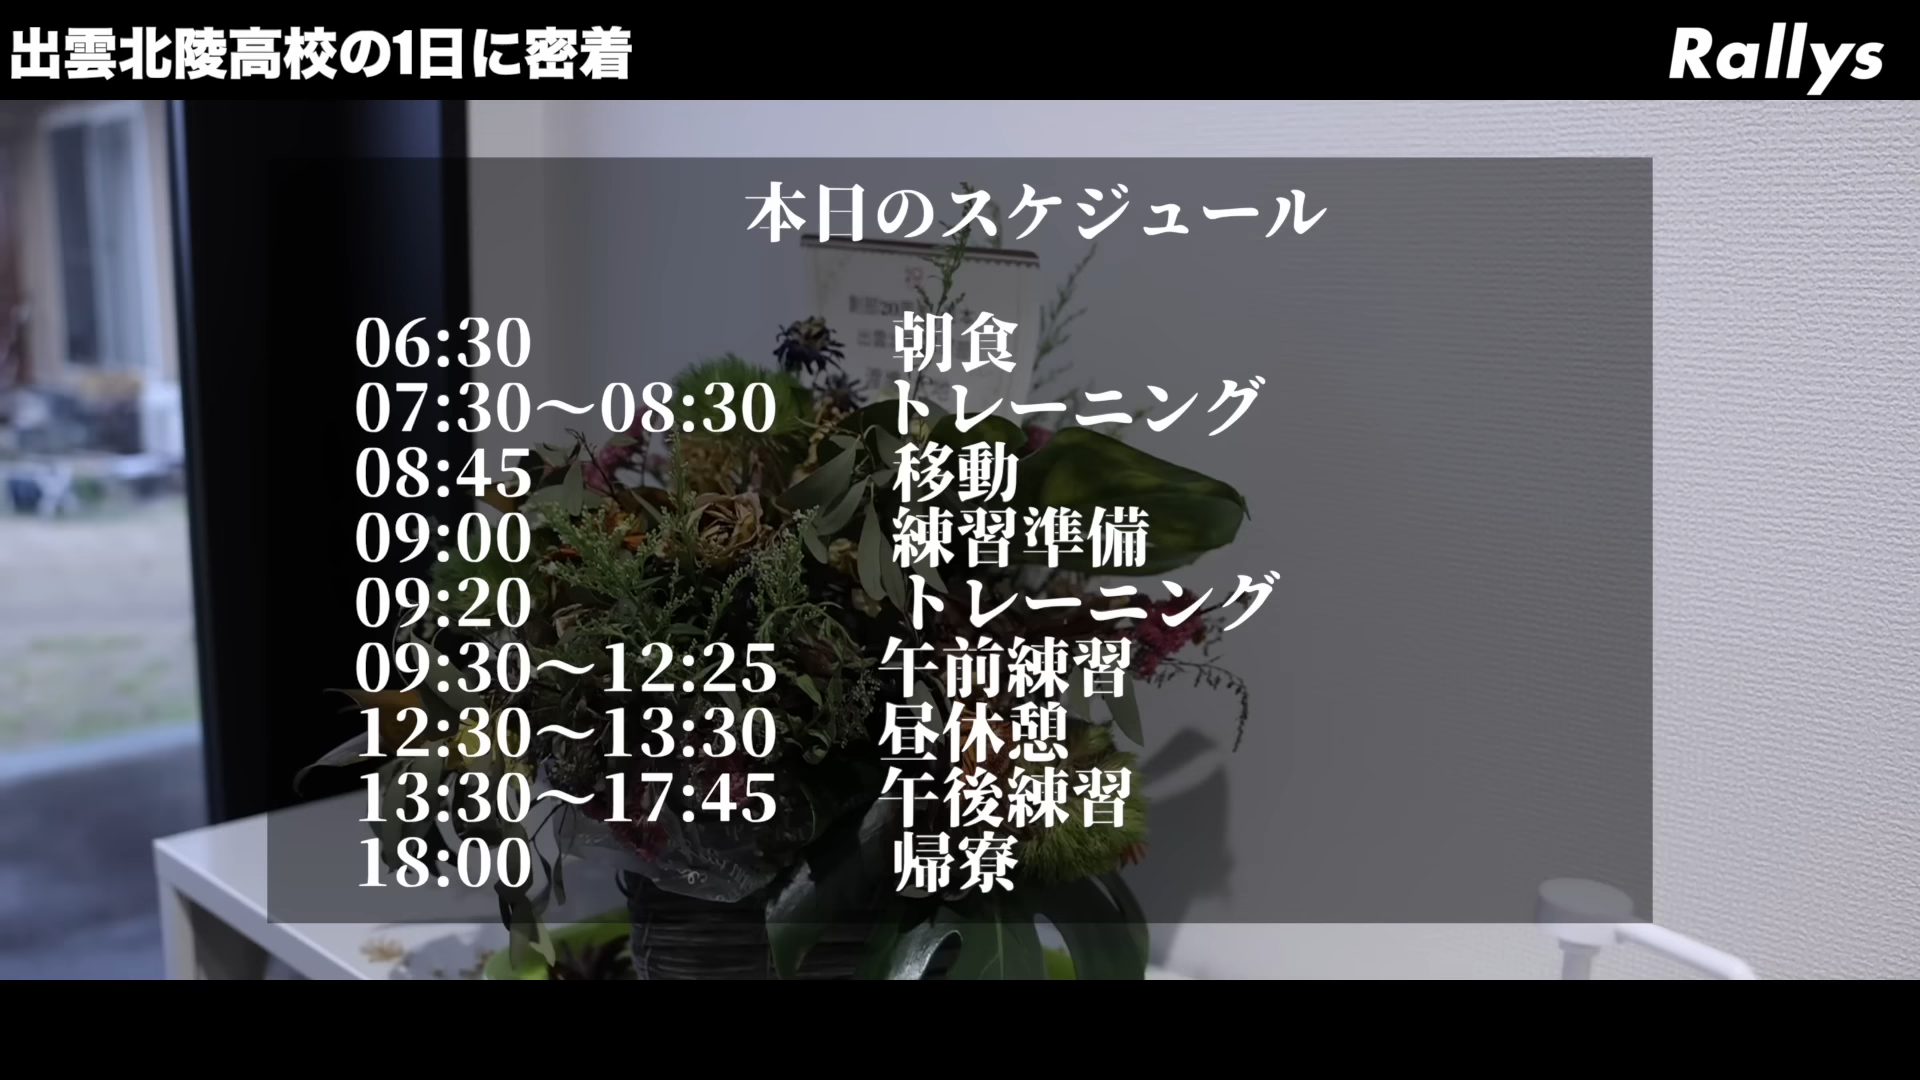 出雲北陵高校の1日に密着
Rallys
本日のスケジュール
06:30 朝食
07:30〜08:30 トレーニング
08:45 移動
09:00 練習準備
09:20 トレーニング
09:30〜12:25 午前練習
12:30〜13:30 昼休憩
13:30〜17:45 午後練習
18:00 帰寮